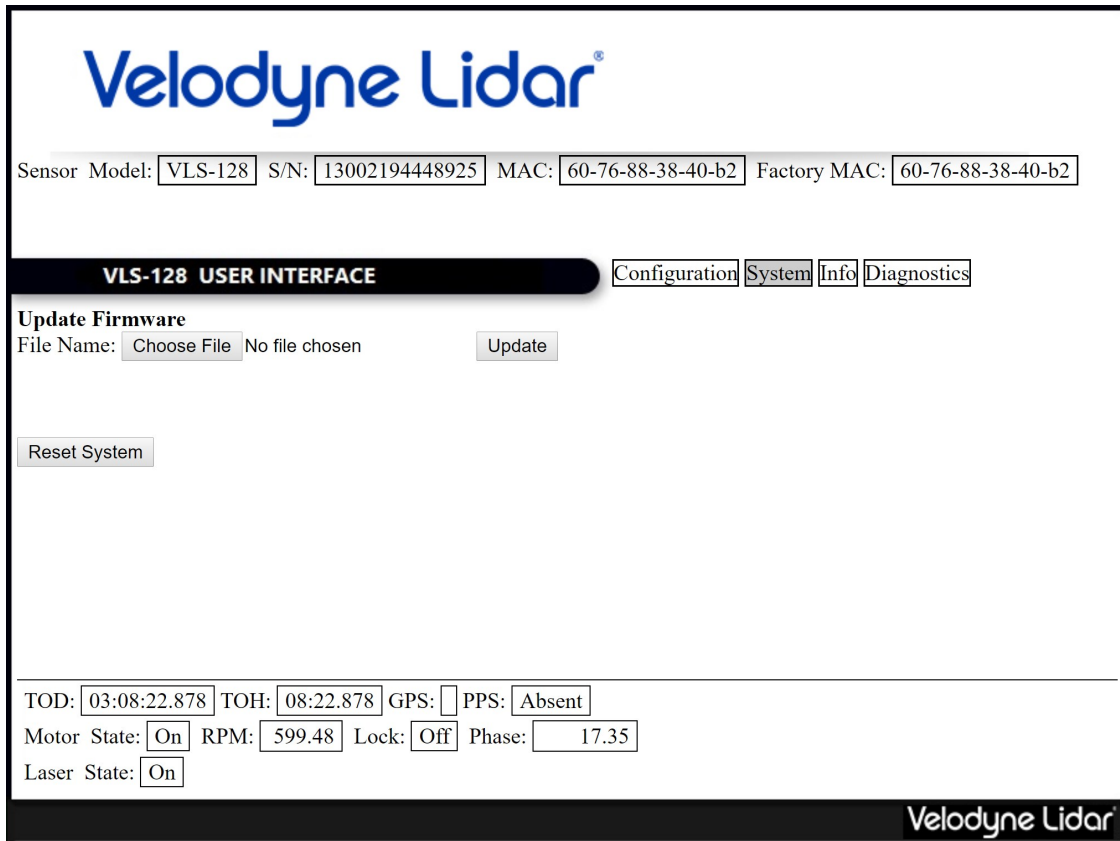 Velodyne Lidar®
Sensor Model: VLS-128 S/N: 13002194448925 MAC: 60-76-88-38-40-b2 Factory MAC: 60-76-88-38-40-b2
VLS-128 USER INTERFACE Configuration System Info Diagnostics
Update Firmware
File Name: Choose File No file chosen Update
Reset System
TOD: 03:08:22.878 TOH: 08:22.878 GPS: PPS: Absent
Motor State: On RPM: 599.48 Lock: Off Phase: 17.35
Laser State: On
Velodyne Lidar